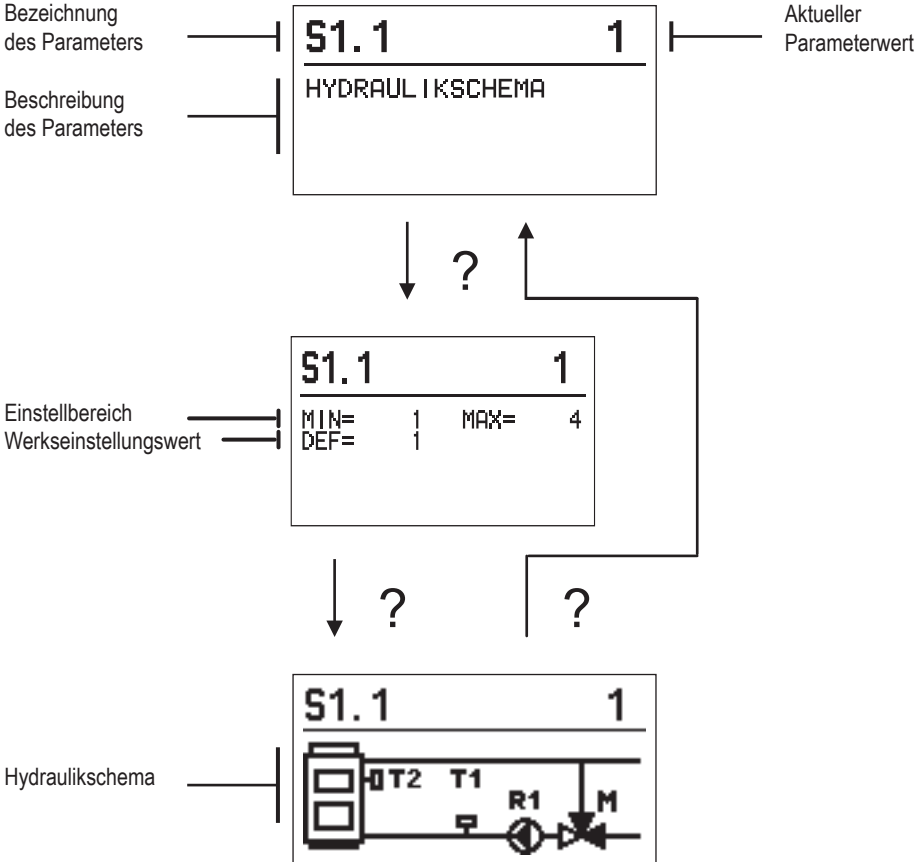 Bezeichnung
des Parameters
S1.1 1
Aktueller
Parameterwert
Beschreibung
des Parameters
HYDRAULIKSCHEMA
?
S1.1 1
Einstellbereich
MIN= 1 MAX= 4
Werkseinstellungswert
DEF= 1
? ?
S1.1 1
Hydraulikschema
T2 T1
R1 M